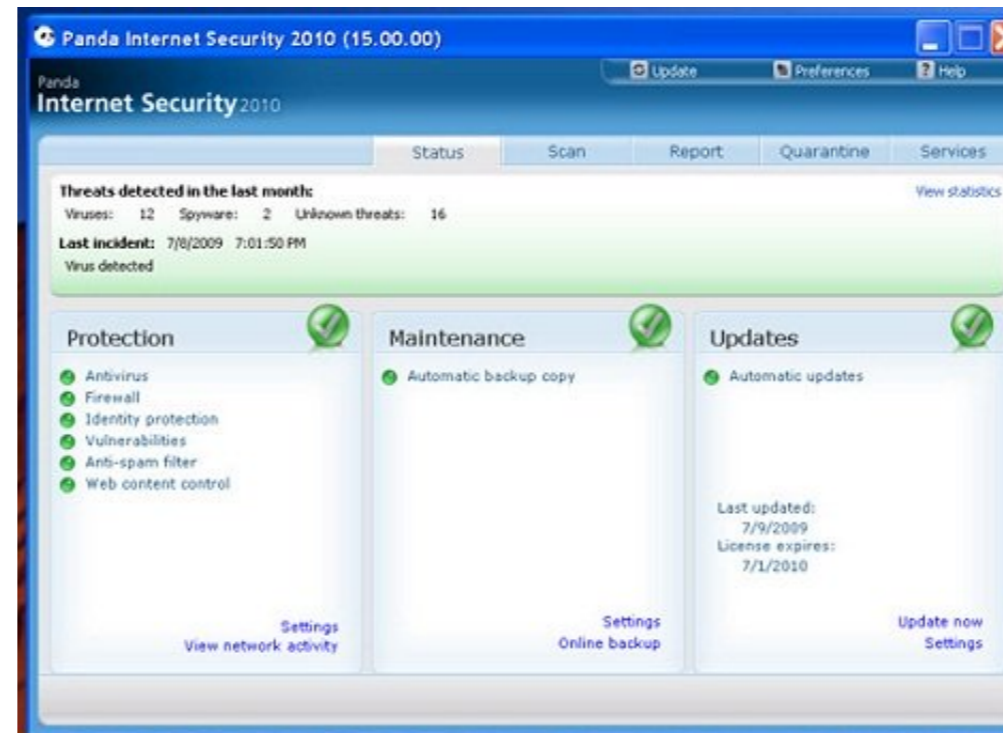 Panda Internet Security 2010 (15.00.00)
Update Preferences Help
Panda
Internet Security 2010
Status Scan Report Quarantine Services
Threats detected in the last month: View statistics
Viruses: 12 Spyware: 2 Unknown threats: 16
Last incident: 7/8/2009 7:01:50 PM
Virus detected
Protection
Antivirus
Firewall
Identity protection
Vulnerabilities
Anti-spam filter
Web content control
Settings
View network activity
Maintenance
Automatic backup copy
Settings
Online backup
Updates
Automatic updates
Last updated:
7/9/2009
License expires:
7/1/2010
Update now
Settings